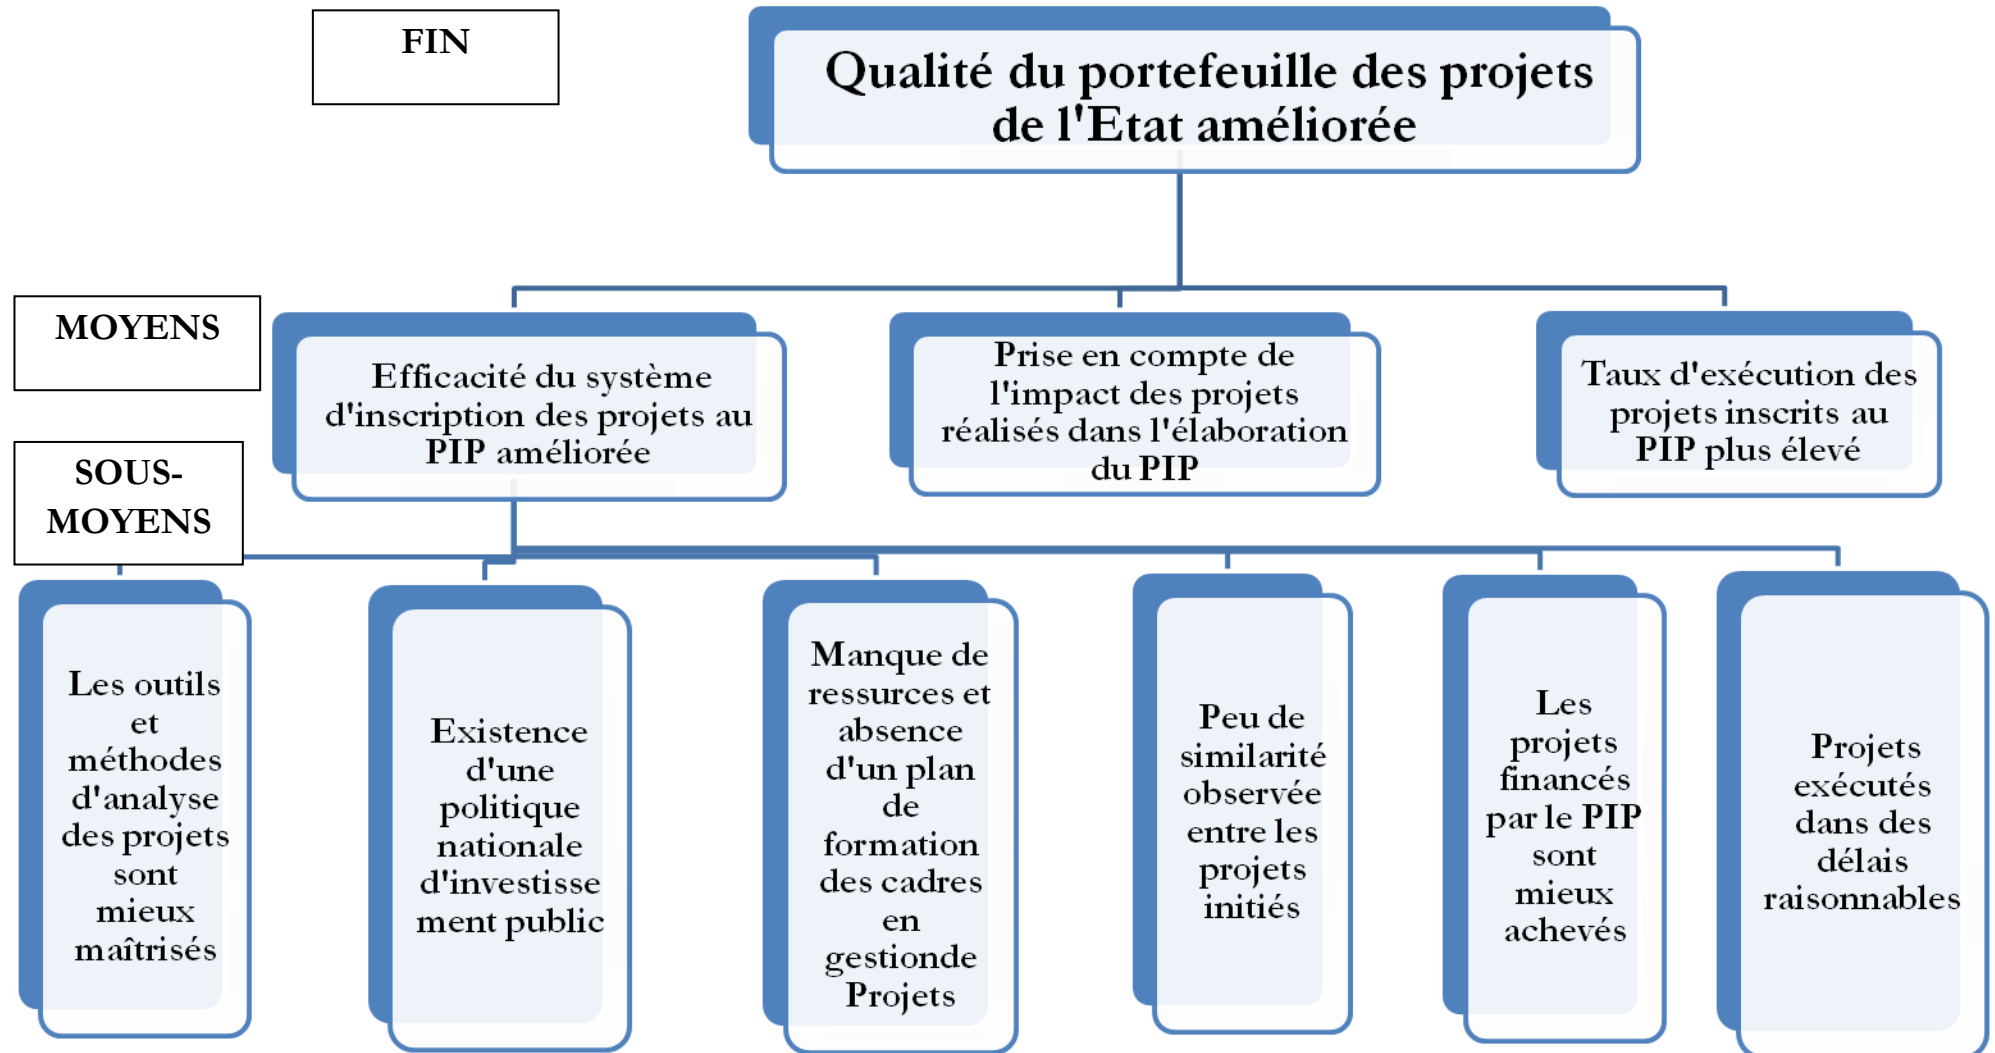 FIN
Qualité du portefeuille des projets
de l'Etat améliorée
MOYENS
Efficacité du système
d'inscription des projets au
PIP améliorée
Prise en compte de
l'impact des projets
réalisés dans l'élaboration
du PIP
Taux d'exécution des
projets inscrits au
PIP plus élevé
SOUS-
MOYENS
Les outils
et
méthodes
d'analyse
des projets
sont
mieux
maîtrisés
Existence
d'une
politique
nationale
d'investisse
ment public
Manque de
ressurces et
absence
d'un plan
de
formation
des cadres
en
gestionde
Projets
Peu de
similarité
observée
entre les
projets
initiés
Les
projets
financés
par le PIP
sont
mieux
achevés
Projets
exécutés
dans des
délais
raisonnables